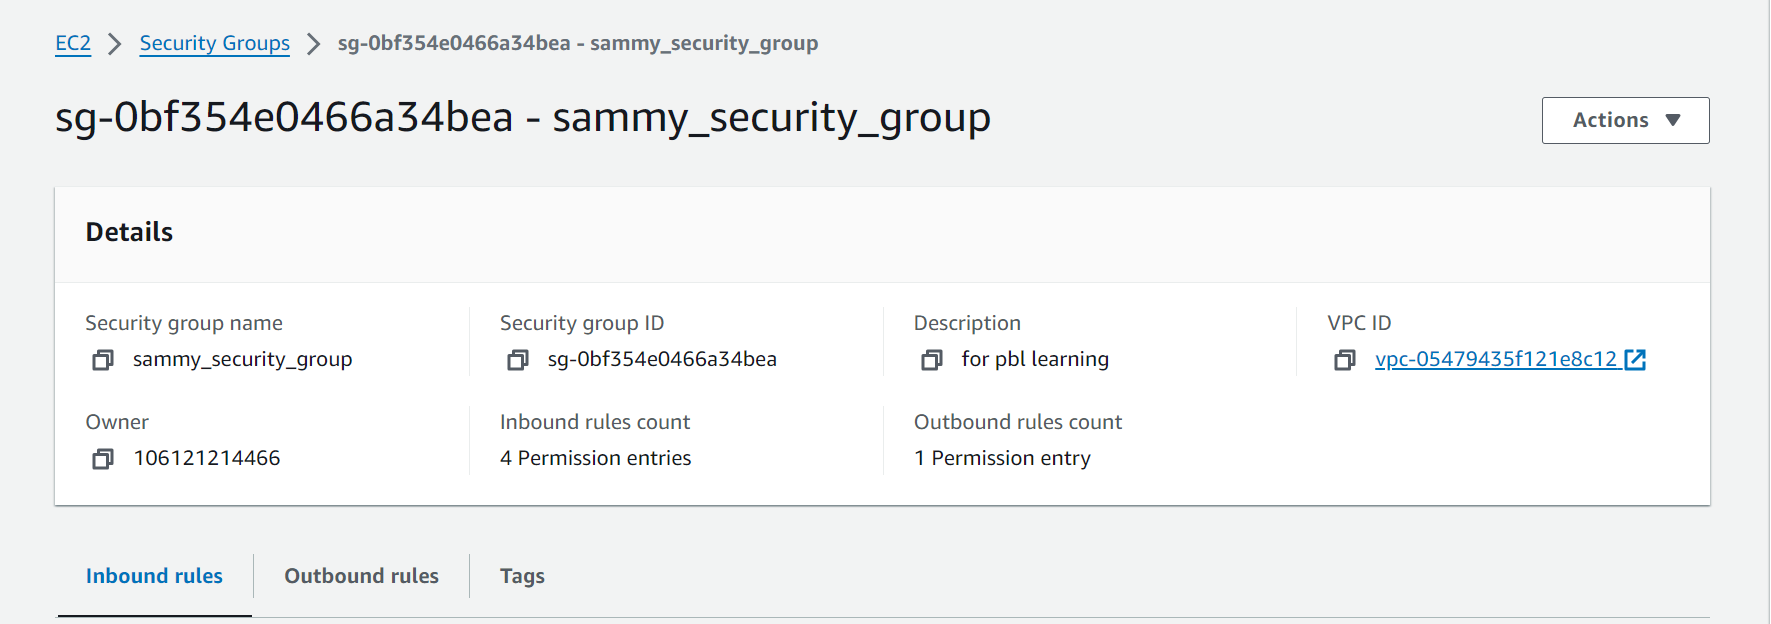 EC2 Security Groups sg-0bf354e0466a34bea - sammy_security_group
sg-0bf354e0466a34bea - sammy_security_group
Actions
Details
Security group name
sammy_security_group
Security group ID
sg-0bf354e0466a34bea
Description
for pbl learning
VPC ID
vpc-05479435f121e8c12
Owner
106121214466
Inbound rules count
4 Permission entries
Outbound rules count
1 Permission entry
Inbound rules Outbound rules Tags